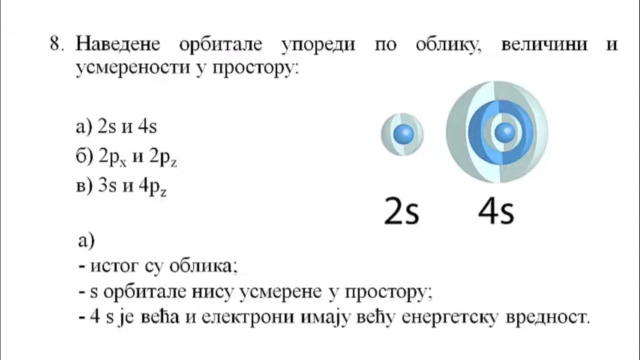 8. Наведене орбитале упореди по облику, величини и
усмерености у простору:
а) 2s и 4s
б) 2pₓ и 2p_z
в) 3s и 4p_z
2s 4s
а)
- истог су облика;
- s орбитале нису усмерене у простору;
- 4 s је већа и електрони имају већу енергетску вредност.